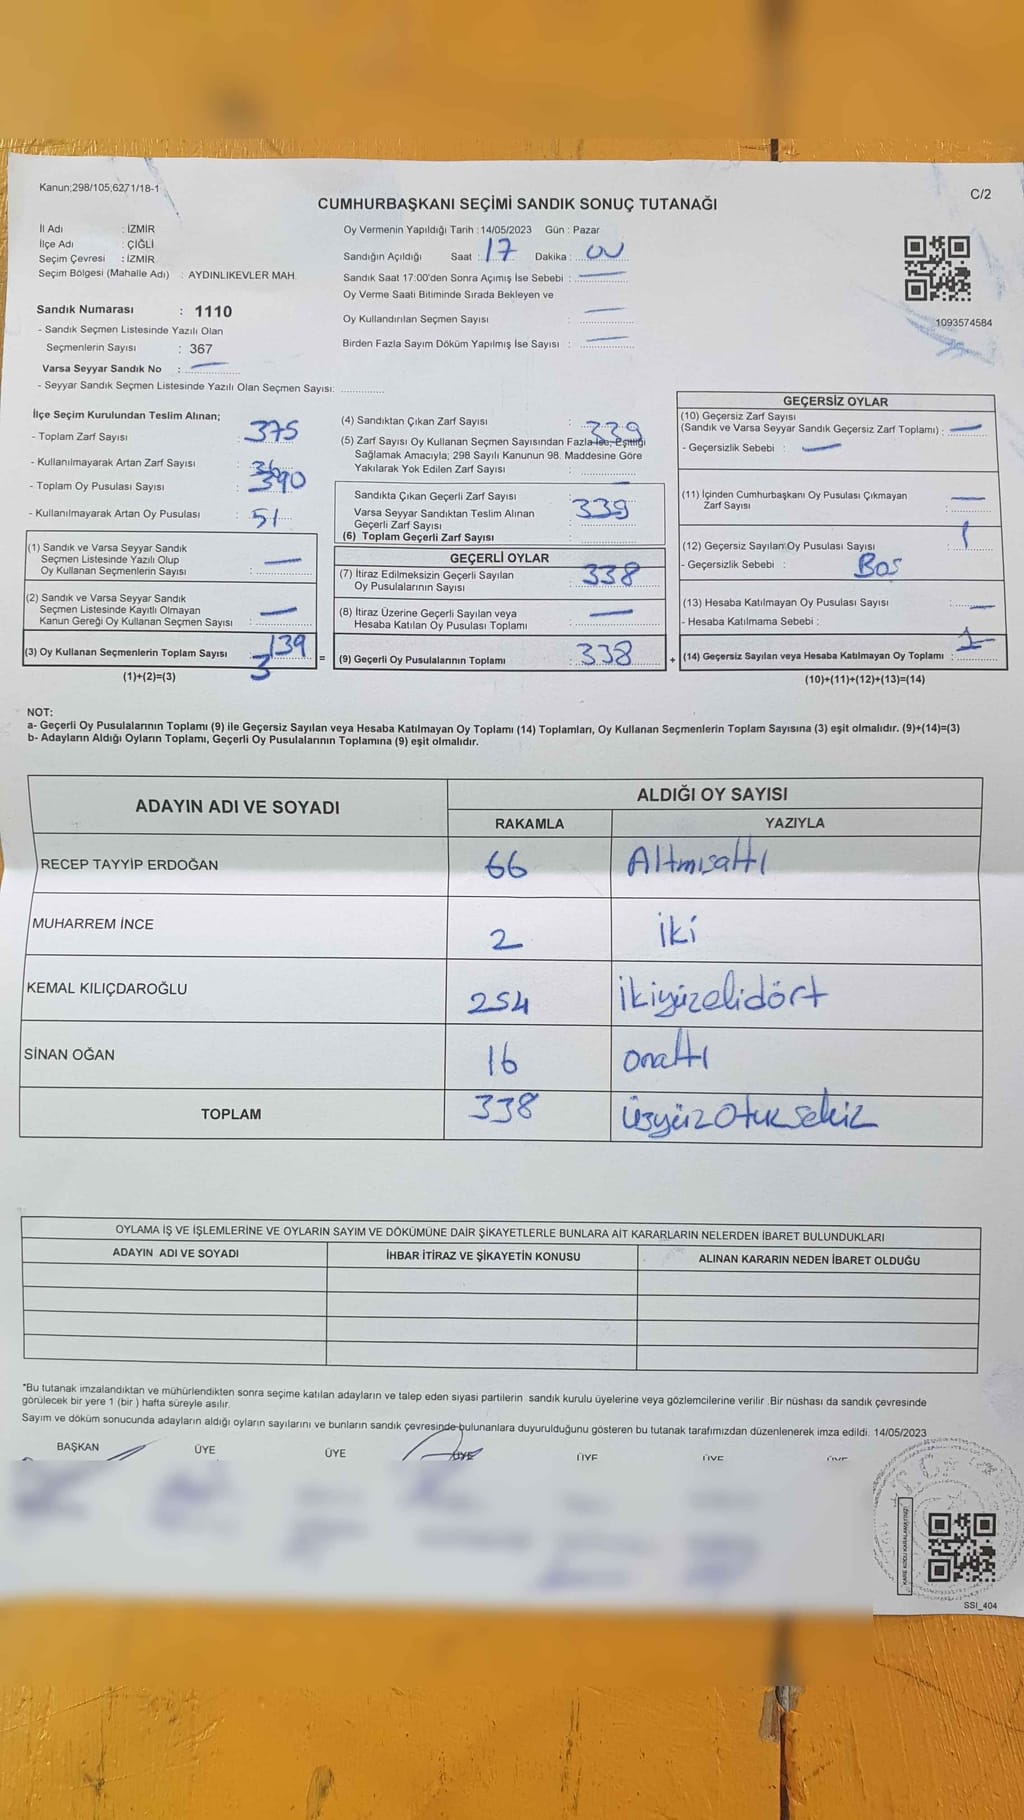 Kanun;298/105,6271/18-1
C/2
CUMHURBAŞKANI SEÇİMİ SANDIK SONUÇ TUTANAĞI
İl Adı : İZMİR
İlçe Adı : ÇİĞLİ
Seçim Çevresi : İZMİR
Seçim Bölgesi (Mahalle Adı) : AYDINLIKEVLER MAH.
Oy Vermenin Yapıldığı Tarih : 14/05/2023 Gün : Pazar
Sandığın Açıldığı Saat : 17 Dakika : 00
Sandık Saat 17:00'den Sonra Açımış İse Sebebi :
Oy Verme Saati Bitiminde Sırada Bekleyen ve
Oy Kullandırılan Seçmen Sayısı :
Birden Fazla Sayım Döküm Yapılmış İse Sayısı :
1093574584
Sandık Numarası : 1110
- Sandık Seçmen Listesinde Yazılı Olan
Seçmenlerin Sayısı : 367
Varsa Seyyar Sandık No :
- Seyyar Sandık Seçmen Listesinde Yazılı Olan Seçmen Sayısı:
İlçe Seçim Kurulundan Teslim Alınan;
- Toplam Zarf Sayısı : 375
- Kullanılmayarak Artan Zarf Sayısı : 36
- Toplam Oy Pusulası Sayısı : 390
- Kullanılmayarak Artan Oy Pusulası : 51
(1) Sandık ve Varsa Seyyar Sandık
Seçmen Listesinde Yazılı Olup
Oy Kullanan Seçmenlerin Sayısı :
(2) Sandık ve Varsa Seyyar Sandık
Seçmen Listesinde Kayıtlı Olmayan
Kanun Gereği Oy Kullanan Seçmen Sayısı :
(3) Oy Kullanan Seçmenlerin Toplam Sayısı : 139
3
(1)+(2)=(3)
(4) Sandıktan Çıkan Zarf Sayısı : 339
(5) Zarf Sayısı Oy Kullanan Seçmen Sayısından Fazla İse, Eşitliği
Sağlamak Amacıyla; 298 Sayılı Kanunun 98. Maddesine Göre
Yakılarak Yok Edilen Zarf Sayısı :
Sandıkta Çıkan Geçerli Zarf Sayısı : 339
Varsa Seyyar Sandıktan Teslim Alınan
Geçerli Zarf Sayısı :
(6) Toplam Geçerli Zarf Sayısı :
GEÇERLİ OYLAR
(7) İtiraz Edilmeksizin Geçerli Sayılan
Oy Pusulalarının Sayısı : 338
(8) İtiraz Üzerine Geçerli Sayılan veya
Hesaba Katılan Oy Pusulası Toplamı :
= (9) Geçerli Oy Pusulalarının Toplamı : 338
GEÇERSİZ OYLAR
(10) Geçersiz Zarf Sayısı
(Sandık ve Varsa Seyyar Sandık Geçersiz Zarf Toplamı) :
- Geçersizlik Sebebi :
(11) İçinden Cumhurbaşkanı Oy Pusulası Çıkmayan
Zarf Sayısı :
(12) Geçersiz Sayılan Oy Pusulası Sayısı : 1
- Geçersizlik Sebebi : Boş
(13) Hesaba Katılmayan Oy Pusulası Sayısı :
- Hesaba Katılmama Sebebi :
+ (14) Geçersiz Sayılan veya Hesaba Katılmayan Oy Toplamı : 1
(10)+(11)+(12)+(13)=(14)
NOT:
a- Geçerli Oy Pusulalarının Toplamı (9) ile Geçersiz Sayılan veya Hesaba Katılmayan Oy Toplamı (14) Toplamları, Oy Kullanan Seçmenlerin Toplam Sayısına (3) eşit olmalıdır. (9)+(14)=(3)
b- Adayların Aldığı Oyların Toplamı, Geçerli Oy Pusulalarının Toplamına (9) eşit olmalıdır.
ADAYIN ADI VE SOYADI
ALDIĞI OY SAYISI
RAKAMLA YAZIYLA
RECEP TAYYİP ERDOĞAN 66 Altmışaltı
MUHARREM İNCE 2 iki
KEMAL KILIÇDAROĞLU 254 ikiyüzelidört
SİNAN OĞAN 16 onaltı
TOPLAM 338 üşyüzotuksekiz
OYLAMA İŞ VE İŞLEMLERİNE VE OYLARIN SAYIM VE DÖKÜMÜNE DAİR ŞİKAYETLERLE BUNLARA AİT KARARLARIN NELERDEN İBARET BULUNDUKLARI
ADAYIN ADI VE SOYADI İHBAR İTİRAZ VE ŞİKAYETİN KONUSU ALINAN KARARIN NEDEN İBARET OLDUĞU
*Bu tutanak imzalandıktan ve mühürlendikten sonra seçime katılan adayların ve talep eden siyasi partilerin sandık kurulu üyelerine veya gözlemcilerine verilir. Bir nüshası da sandık çevresinde
görülecek bir yere 1 (bir ) hafta süreyle asılır.
Sayım ve döküm sonucunda adayların aldığı oyların sayılarını ve bunların sandık çevresinde bulunanlara duyurulduğunu gösteren bu tutanak tarafımızdan düzenlenerek imza edildi. 14/05/2023
BAŞKAN ÜYE ÜYE ÜYE ÜYE ÜYE ÜYE
KARE KODU KARALAMAYINIZ!
SSİ_404